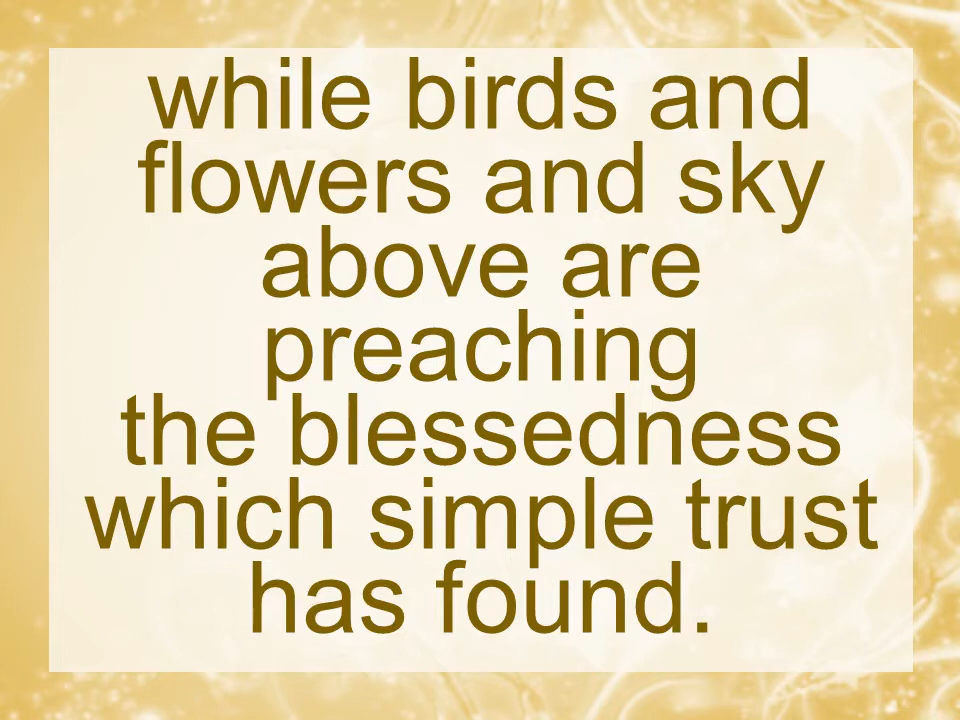 while birds and
flowers and sky
above are
preaching
the blessedness
which simple trust
has found.